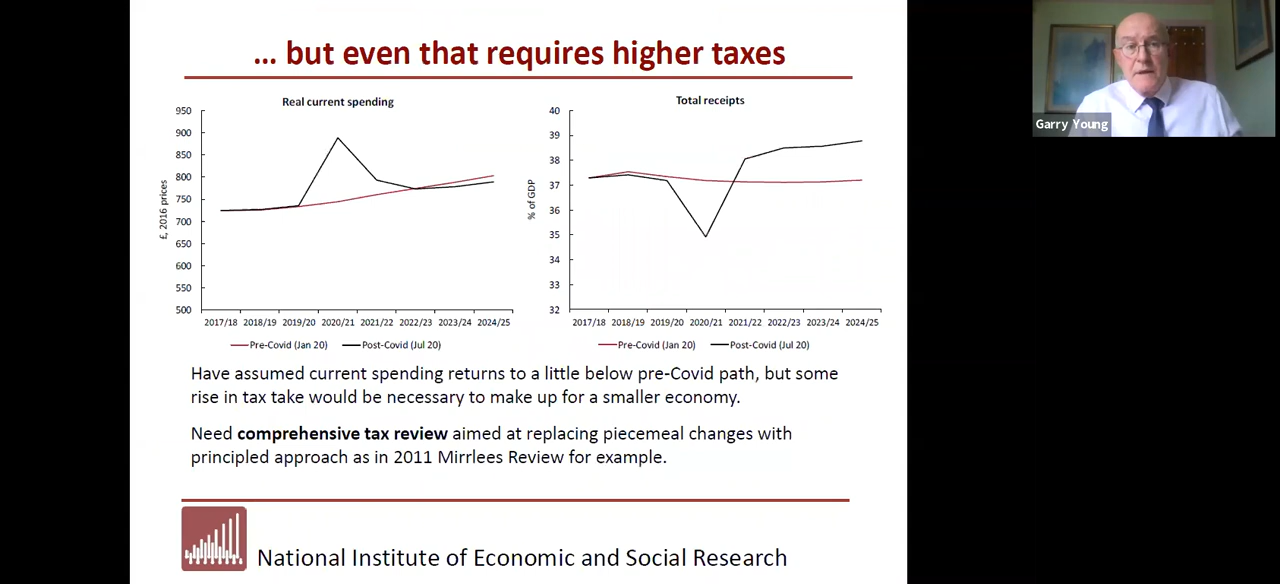 ... but even that requires higher taxes
Real current spending
950
900
850
800
750
700
650
600
550
500
£, 2016 prices
2017/18 2018/19 2019/20 2020/21 2021/22 2022/23 2023/24 2024/25
Pre-Covid (Jan 20) Post-Covid (Jul 20)
Total receipts
40
39
38
37
36
35
34
33
32
% of GDP
2017/18 2018/19 2019/20 2020/21 2021/22 2022/23 2023/24 2024/25
Pre-Covid (Jan 20) Post-Covid (Jul 20)
Have assumed current spending returns to a little below pre-Covid path, but some
rise in tax take would be necessary to make up for a smaller economy.
Need comprehensive tax review aimed at replacing piecemeal changes with
principled approach as in 2011 Mirrlees Review for example.
National Institute of Economic and Social Research
Garry Young